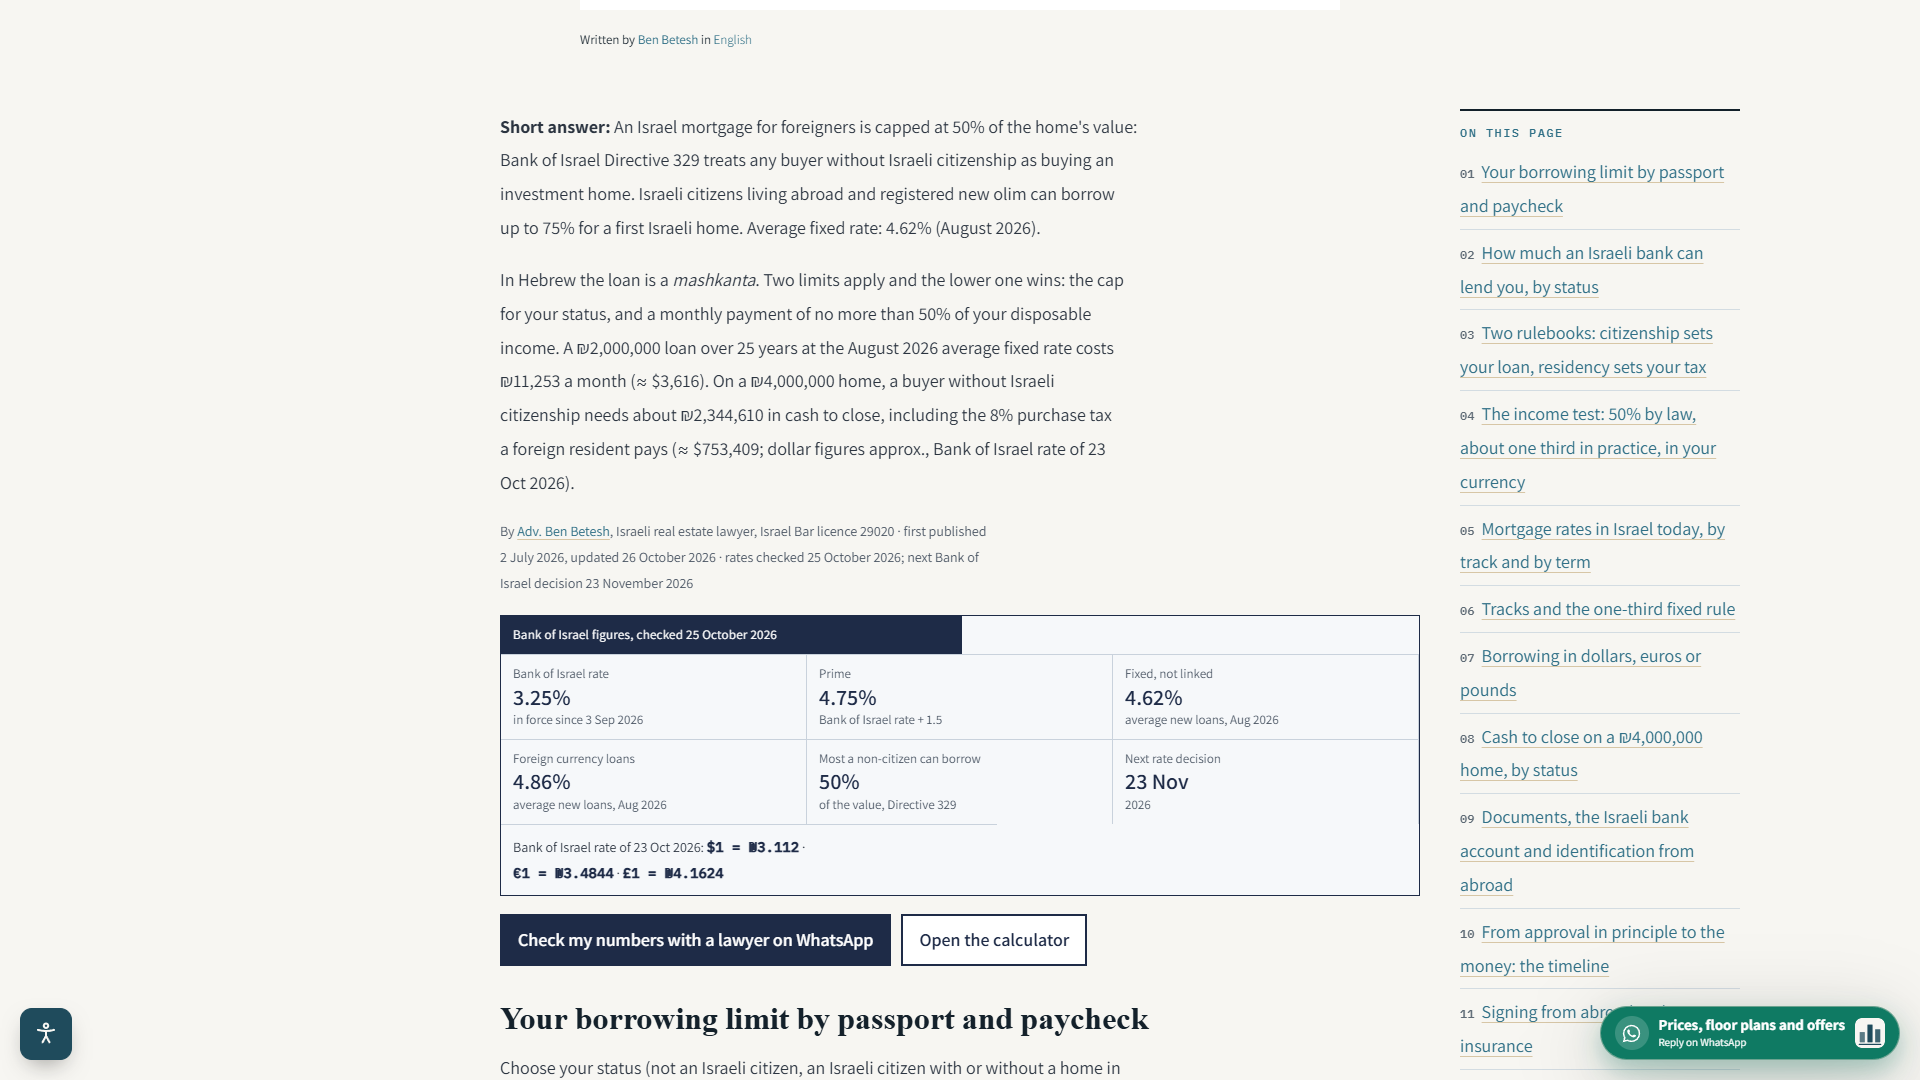 Written by Ben Betesh in English
Short answer: An Israel mortgage for foreigners is capped at 50% of the home's value:
Bank of Israel Directive 329 treats any buyer without Israeli citizenship as buying an
investment home. Israeli citizens living abroad and registered new olim can borrow
up to 75% for a first Israeli home. Average fixed rate: 4.62% (August 2026).
In Hebrew the loan is a mashkanta. Two limits apply and the lower one wins: the cap
for your status, and a monthly payment of no more than 50% of your disposable
income. A ₪2,000,000 loan over 25 years at the August 2026 average fixed rate costs
₪11,253 a month (≈ $3,616). On a ₪4,000,000 home, a buyer without Israeli
citizenship needs about ₪2,344,610 in cash to close, including the 8% purchase tax
a foreign resident pays (≈ $753,409; dollar figures approx., Bank of Israel rate of 23
Oct 2026).
By Adv. Ben Betesh, Israeli real estate lawyer, Israel Bar licence 29020 · first published
2 July 2026, updated 26 October 2026 · rates checked 25 October 2026; next Bank of
Israel decision 23 November 2026
Bank of Israel figures, checked 25 October 2026
Bank of Israel rate
3.25%
in force since 3 Sep 2026
Prime
4.75%
Bank of Israel rate + 1.5
Fixed, not linked
4.62%
average new loans, Aug 2026
Foreign currency loans
4.86%
average new loans, Aug 2026
Most a non-citizen can borrow
50%
of the value, Directive 329
Next rate decision
23 Nov
2026
Bank of Israel rate of 23 Oct 2026: $1 = ₪3.112 ·
€1 = ₪3.4844 · £1 = ₪4.1624
Check my numbers with a lawyer on WhatsApp
Open the calculator
Your borrowing limit by passport and paycheck
Choose your status (not an Israeli citizen, an Israeli citizen with or without a home in
ON THIS PAGE
01 Your borrowing limit by passport
and paycheck
02 How much an Israeli bank can
lend you, by status
03 Two rulebooks: citizenship sets
your loan, residency sets your tax
04 The income test: 50% by law,
about one third in practice, in your
currency
05 Mortgage rates in Israel today, by
track and by term
06 Tracks and the one-third fixed rule
07 Borrowing in dollars, euros or
pounds
08 Cash to close on a ₪4,000,000
home, by status
09 Documents, the Israeli bank
account and identification from
abroad
10 From approval in principle to the
money: the timeline
11 Signing from
insurance
Prices, floor plans and offers
Reply on WhatsApp